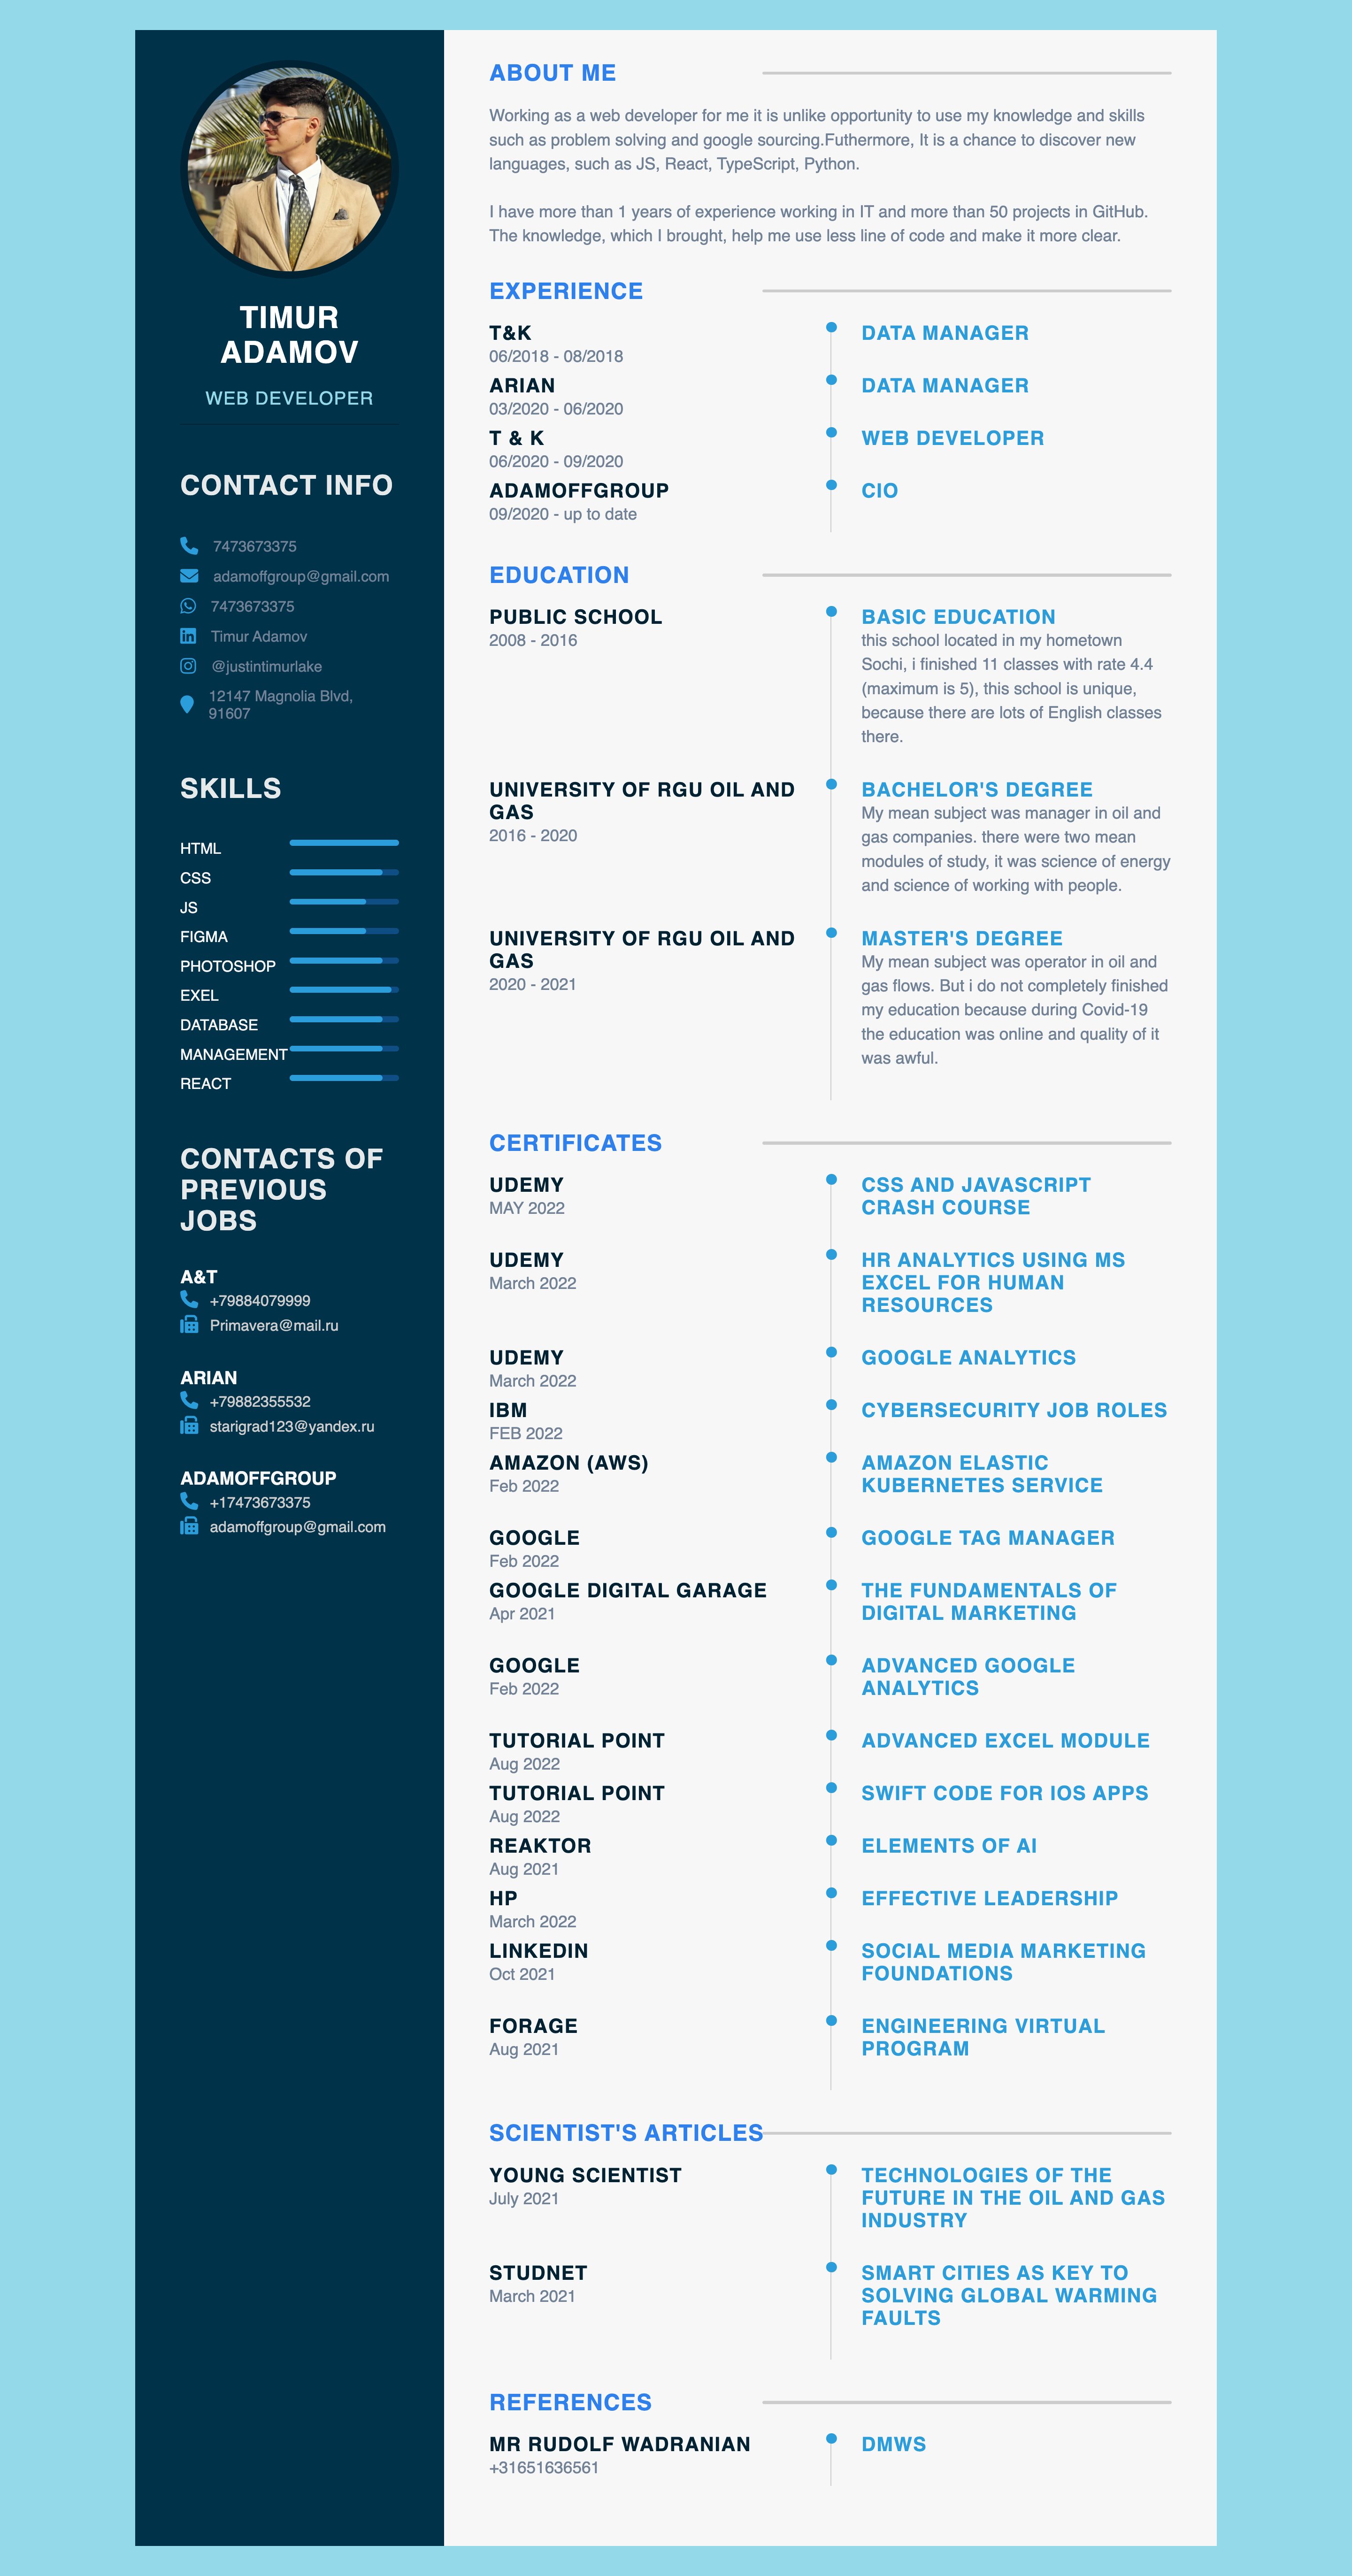 TIMUR
ADAMOV
WEB DEVELOPER
CONTACT INFO
7473673375
adamoffgroup@gmail.com
7473673375
Timur Adamov
@justintimurlake
12147 Magnolia Blvd,
91607
SKILLS
HTML
CSS
JS
FIGMA
PHOTOSHOP
EXEL
DATABASE
MANAGEMENT
REACT
CONTACTS OF
PREVIOUS
JOBS
A&T
+79884079999
Primavera@mail.ru
ARIAN
+79882355532
starigrad123@yandex.ru
ADAMOFFGROUP
+17473673375
adamoffgroup@gmail.com
ABOUT ME
Working as a web developer for me it is unlike opportunity to use my knowledge and skills
such as problem solving and google sourcing.Futhermore, It is a chance to discover new
languages, such as JS, React, TypeScript, Python.
I have more than 1 years of experience working in IT and more than 50 projects in GitHub.
The knowledge, which I brought, help me use less line of code and make it more clear.
EXPERIENCE
T&K
06/2018 - 08/2018
DATA MANAGER
ARIAN
03/2020 - 06/2020
DATA MANAGER
T & K
06/2020 - 09/2020
WEB DEVELOPER
ADAMOFFGROUP
09/2020 - up to date
CIO
EDUCATION
PUBLIC SCHOOL
2008 - 2016
BASIC EDUCATION
this school located in my hometown
Sochi, i finished 11 classes with rate 4.4
(maximum is 5), this school is unique,
because there are lots of English classes
there.
UNIVERSITY OF RGU OIL AND
GAS
2016 - 2020
BACHELOR'S DEGREE
My mean subject was manager in oil and
gas companies. there were two mean
modules of study, it was science of energy
and science of working with people.
UNIVERSITY OF RGU OIL AND
GAS
2020 - 2021
MASTER'S DEGREE
My mean subject was operator in oil and
gas flows. But i do not completely finished
my education because during Covid-19
the education was online and quality of it
was awful.
CERTIFICATES
UDEMY
MAY 2022
CSS AND JAVASCRIPT
CRASH COURSE
UDEMY
March 2022
HR ANALYTICS USING MS
EXCEL FOR HUMAN
RESOURCES
UDEMY
March 2022
GOOGLE ANALYTICS
IBM
FEB 2022
CYBERSECURITY JOB ROLES
AMAZON (AWS)
Feb 2022
AMAZON ELASTIC
KUBERNETES SERVICE
GOOGLE
Feb 2022
GOOGLE TAG MANAGER
GOOGLE DIGITAL GARAGE
Apr 2021
THE FUNDAMENTALS OF
DIGITAL MARKETING
GOOGLE
Feb 2022
ADVANCED GOOGLE
ANALYTICS
TUTORIAL POINT
Aug 2022
ADVANCED EXCEL MODULE
TUTORIAL POINT
Aug 2022
SWIFT CODE FOR IOS APPS
REAKTOR
Aug 2021
ELEMENTS OF AI
HP
March 2022
EFFECTIVE LEADERSHIP
LINKEDIN
Oct 2021
SOCIAL MEDIA MARKETING
FOUNDATIONS
FORAGE
Aug 2021
ENGINEERING VIRTUAL
PROGRAM
SCIENTIST'S ARTICLES
YOUNG SCIENTIST
July 2021
TECHNOLOGIES OF THE
FUTURE IN THE OIL AND GAS
INDUSTRY
STUDNET
March 2021
SMART CITIES AS KEY TO
SOLVING GLOBAL WARMING
FAULTS
REFERENCES
MR RUDOLF WADRANIAN
+31651636561
DMWS